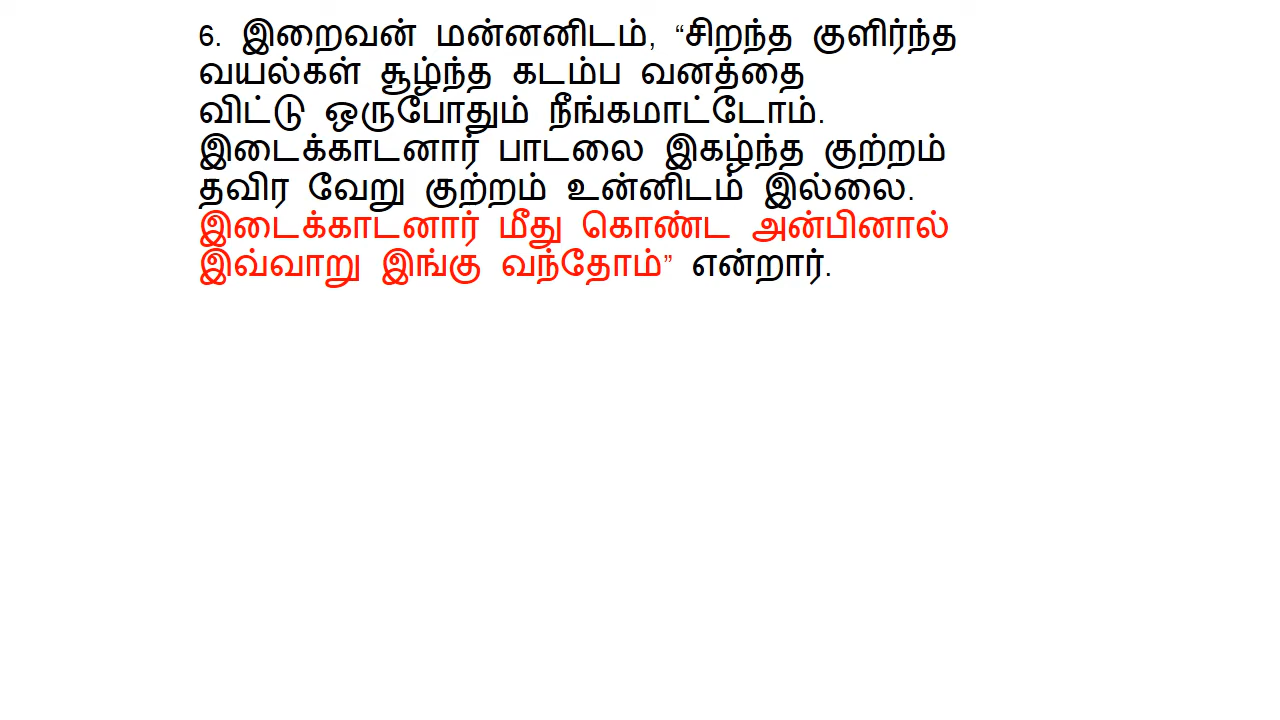 6. இறைவன் மன்னனிடம், “சிறந்த குளிர்ந்த
வயல்கள் சூழ்ந்த கடம்ப வனத்தை
விட்டு ஒருபோதும் நீங்கமாட்டோம்.
இடைக்காடனார் பாடலை இகழ்ந்த குற்றம்
தவிர வேறு குற்றம் உன்னிடம் இல்லை.
இடைக்காடனார் மீது கொண்ட அன்பினால்
இவ்வாறு இங்கு வந்தோம்” என்றார்.